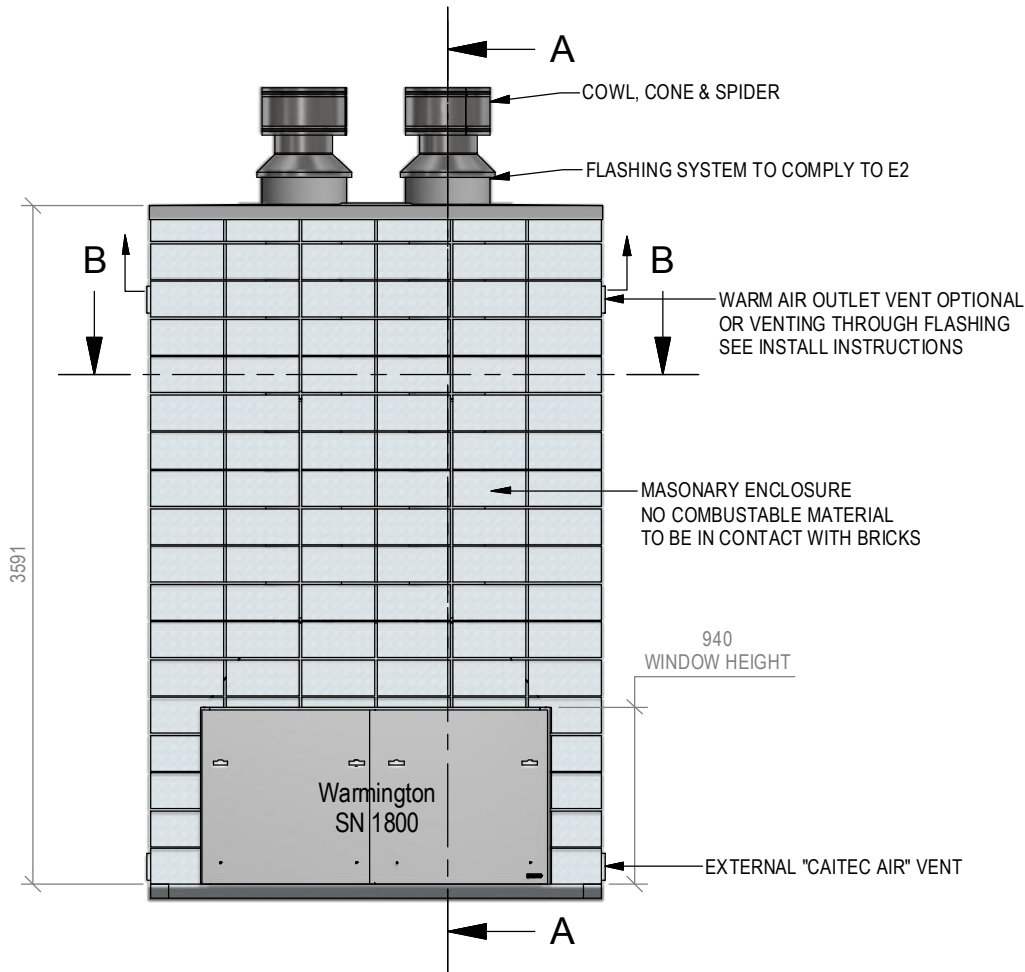 A
COWL, CONE & SPIDER
FLASHING SYSTEM TO COMPLY TO E2
B
B
WARM AIR OUTLET VENT OPTIONAL
OR VENTING THROUGH FLASHING
SEE INSTALL INSTRUCTIONS
MASONARY ENCLOSURE
NO COMBUSTABLE MATERIAL
TO BE IN CONTACT WITH BRICKS
3591
940
WINDOW HEIGHT
Warmington
SN 1800
EXTERNAL "CAITEC AIR" VENT
A